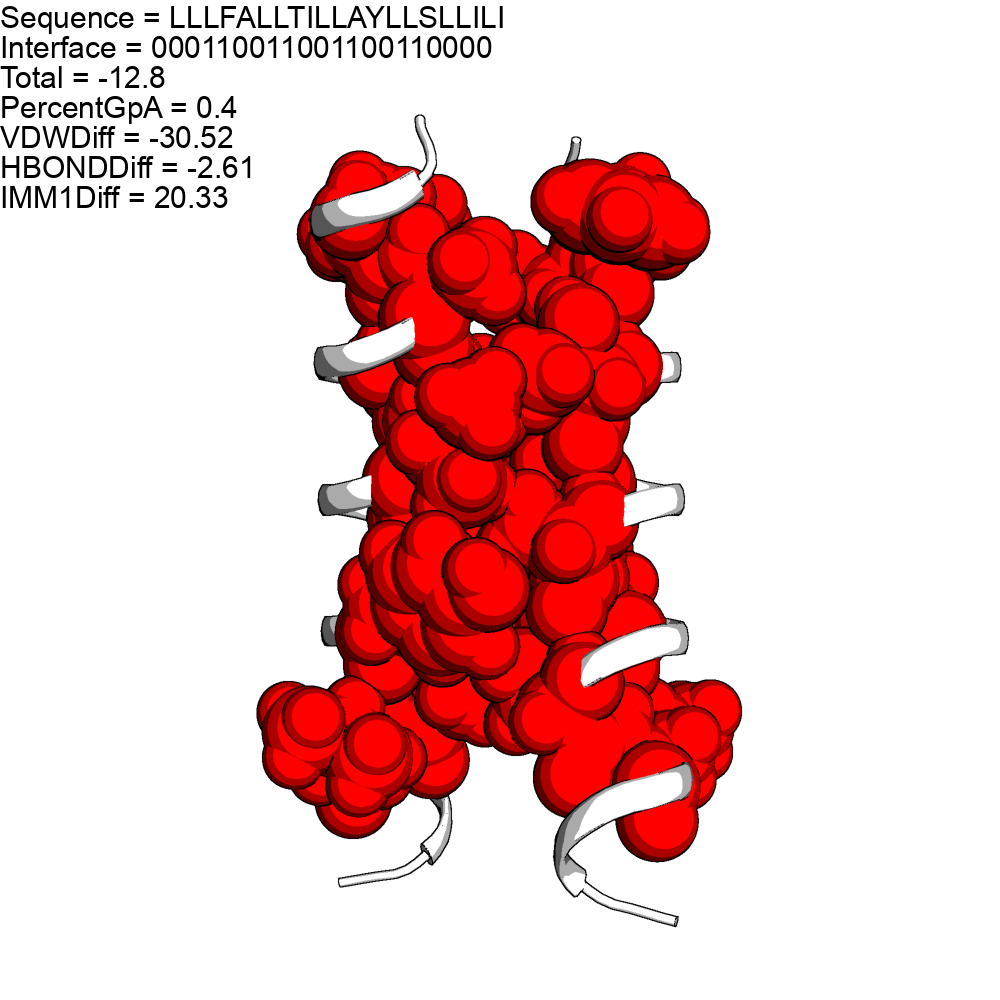 Sequence = LLLFALLTILLAYLLSLLILI
Interface = 000110011001100110000
Total = -12.8
PercentGpA = 0.4
VDWDiff = -30.52
HBONDDiff = -2.61
IMM1Diff = 20.33